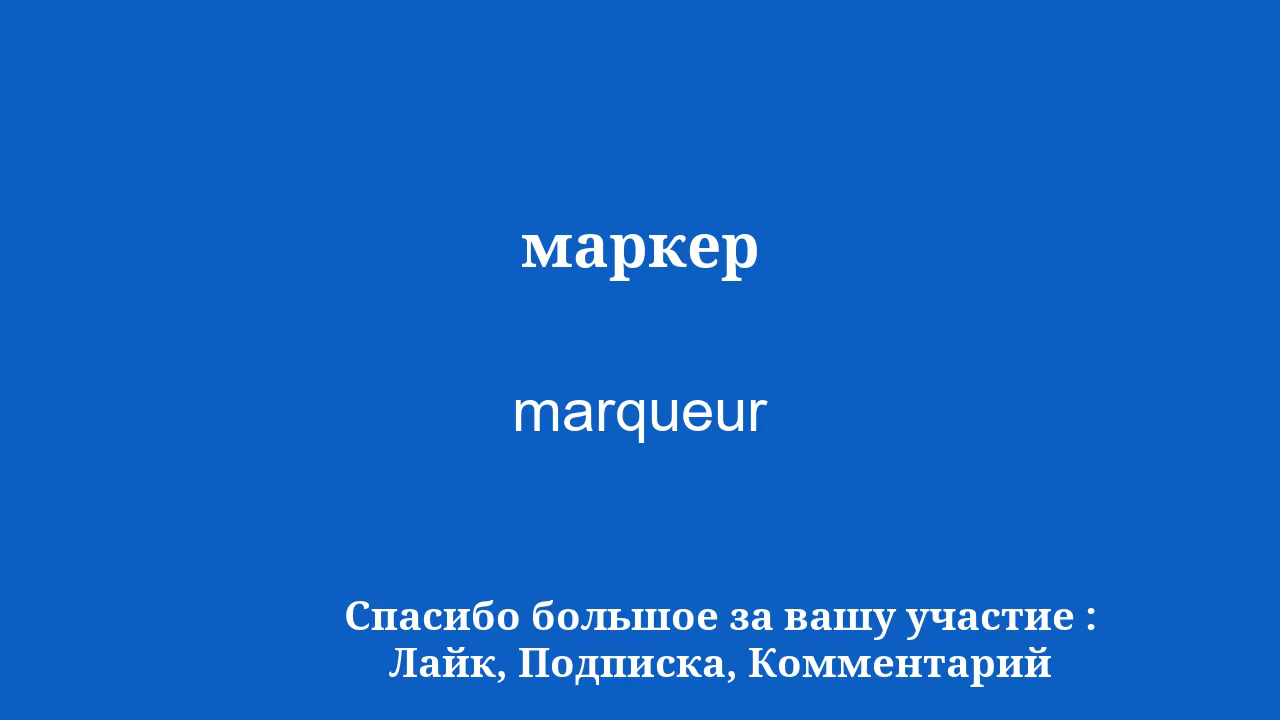 маркер
marqueur
Спасибо большое за вашу участие :
Лайк, Подписка, Комментарий